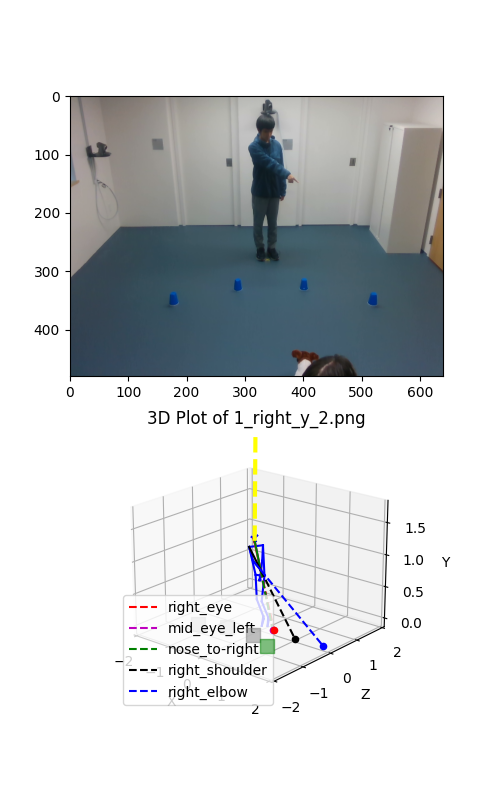 0
100
200
300
400
0 100 200 300 400 500 600
3D Plot of 1_right_y_2.png
1.5
1.0
0.5
0.0
Y
right_eye
mid_eye_left
nose_to-right
right_shoulder
right_elbow
−2
−1
0
1
2
X
−2
−1
0
1
2
Z